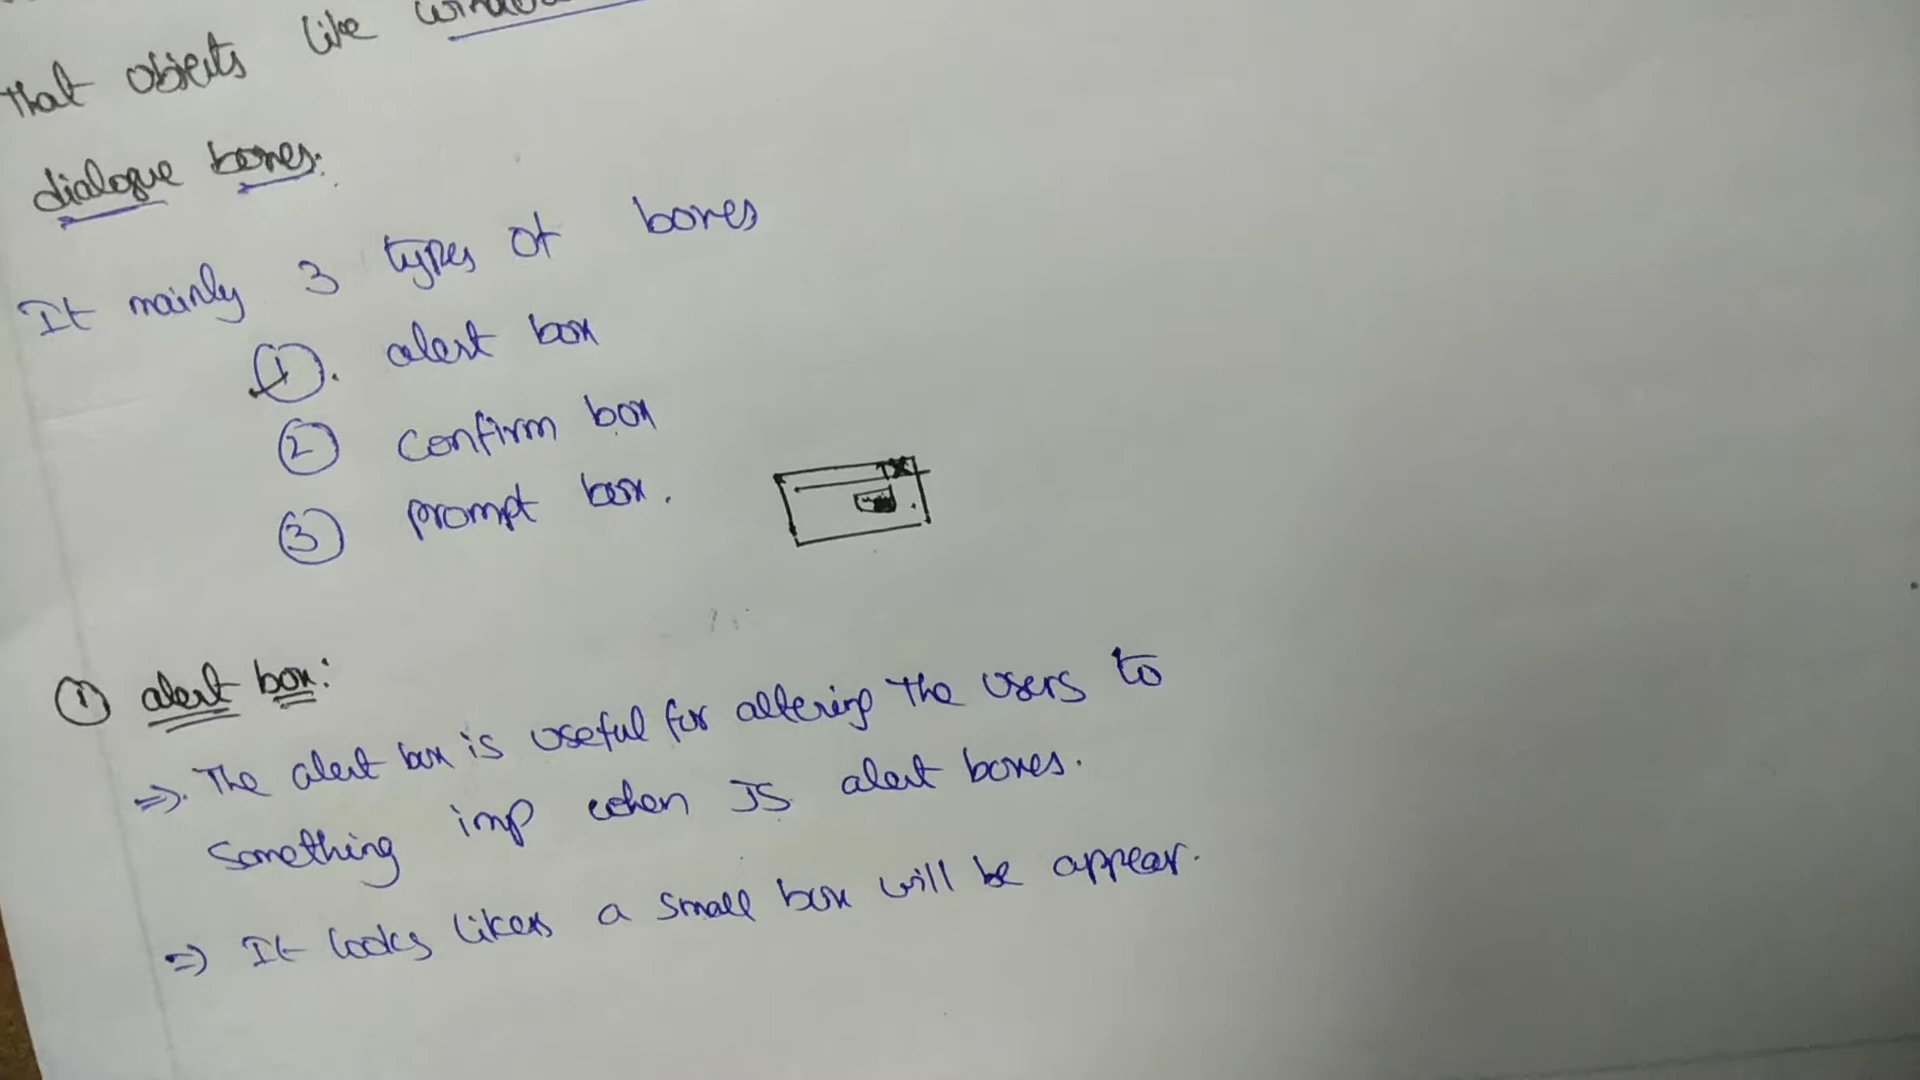 That objects like
dialogue boxes.
It mainly 3 types of boxes
1. alert box
2 confirm box
3 prompt box.
1 alert box:
=>. The alert box is useful for altering the users to
something imp when JS alert boxes.
=> It looks likes a small box will be appear.